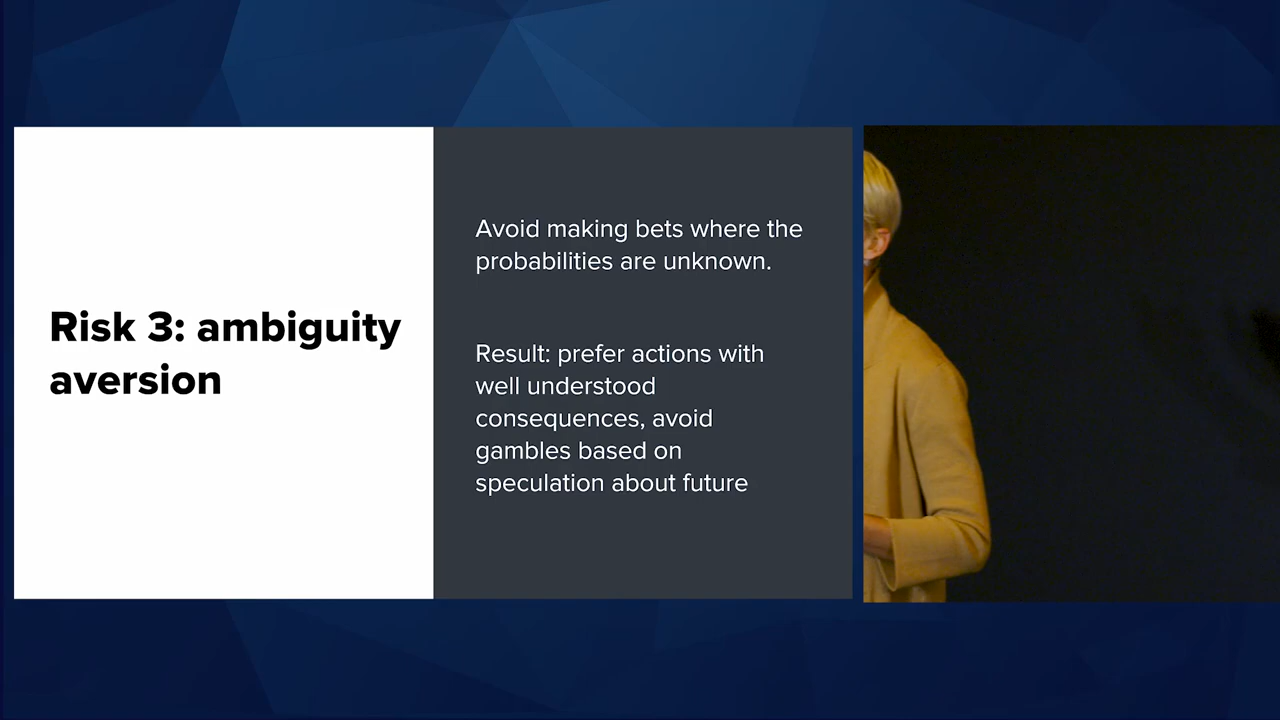 Risk 3: ambiguity
aversion
Avoid making bets where the
probabilities are unknown.
Result: prefer actions with
well understood
consequences, avoid
gambles based on
speculation about future